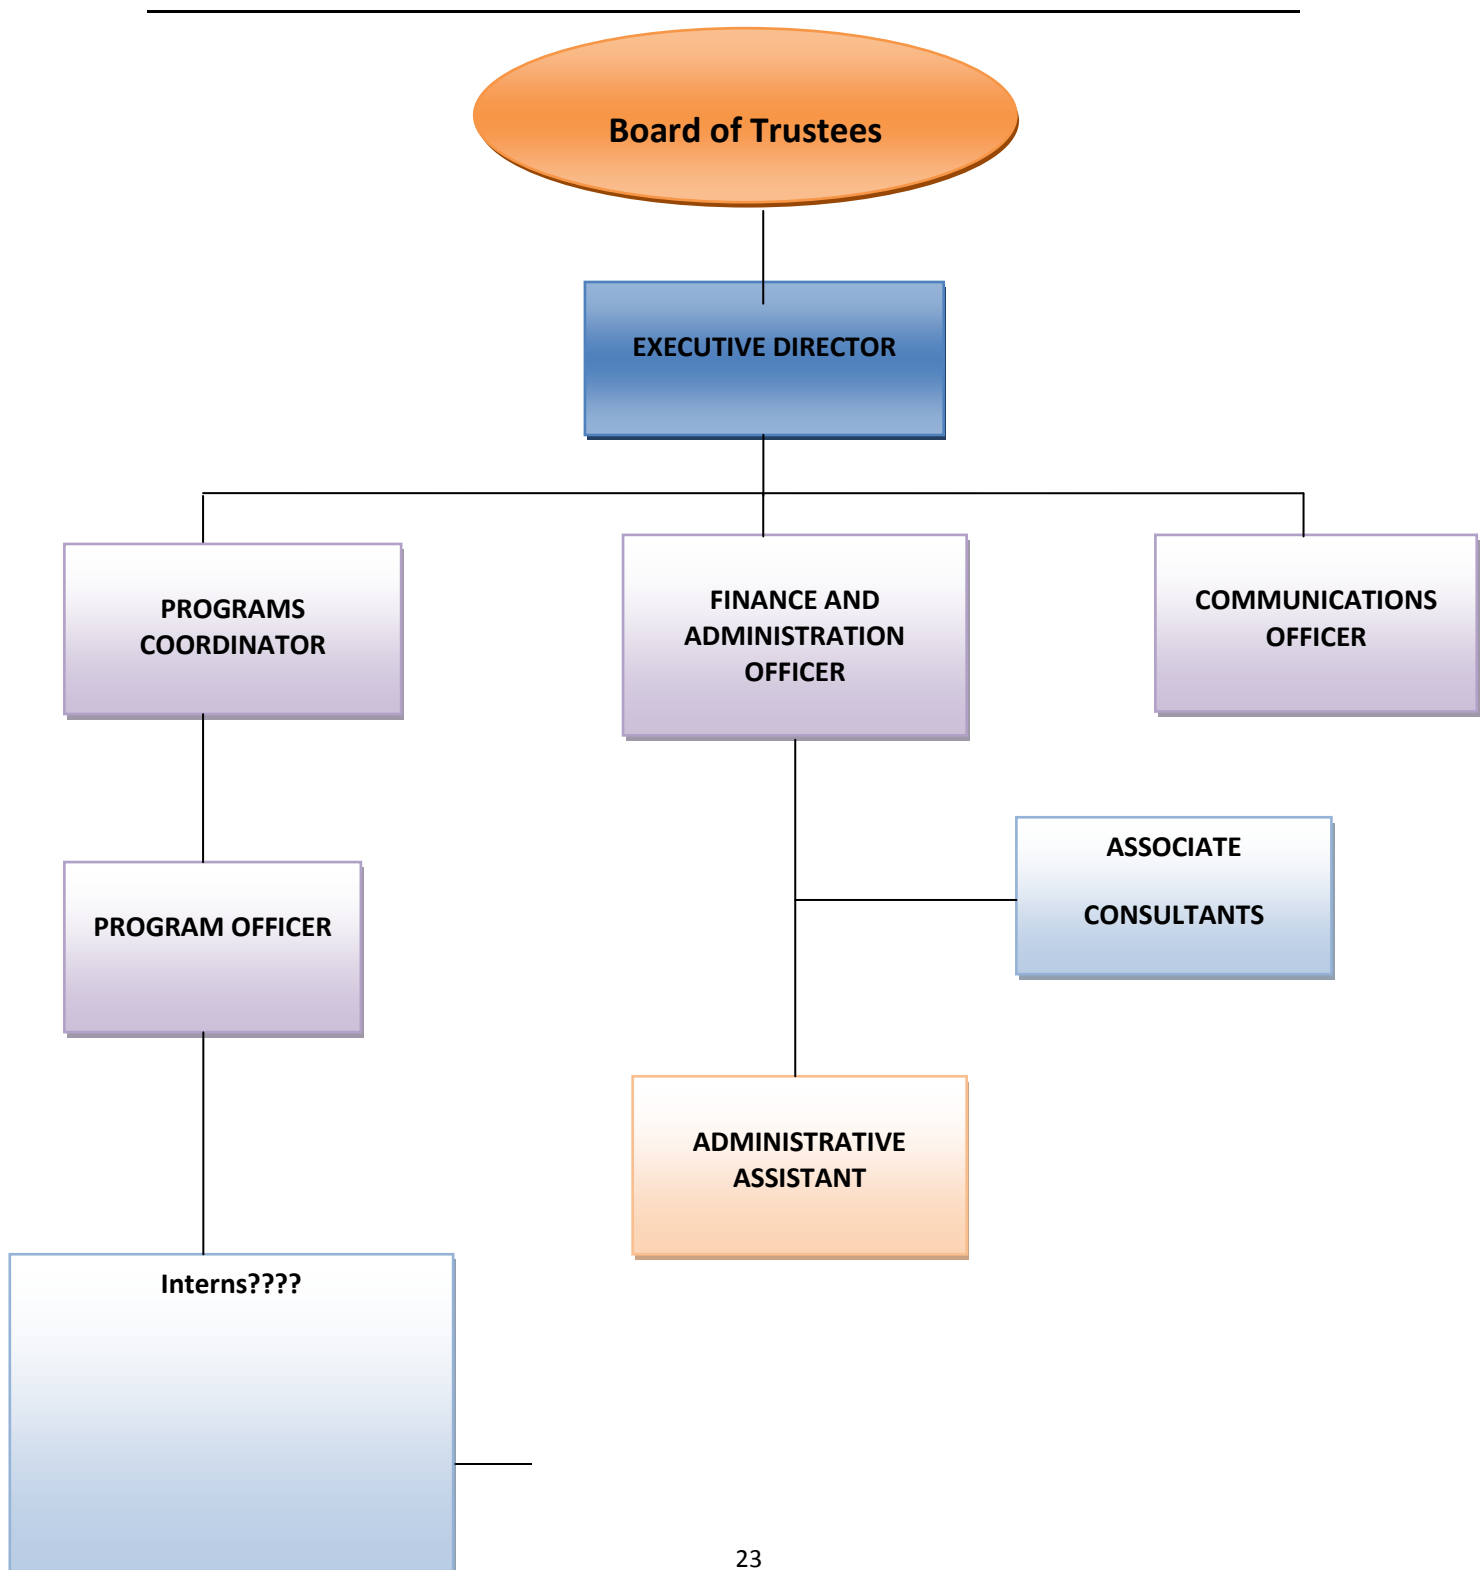 Board of Trustees
EXECUTIVE DIRECTOR
PROGRAMS
COORDINATOR
FINANCE AND
ADMINISTRATION
OFFICER
COMMUNICATIONS
OFFICER
ASSOCIATE
CONSULTANTS
PROGRAM OFFICER
ADMINISTRATIVE
ASSISTANT
Interns????
23